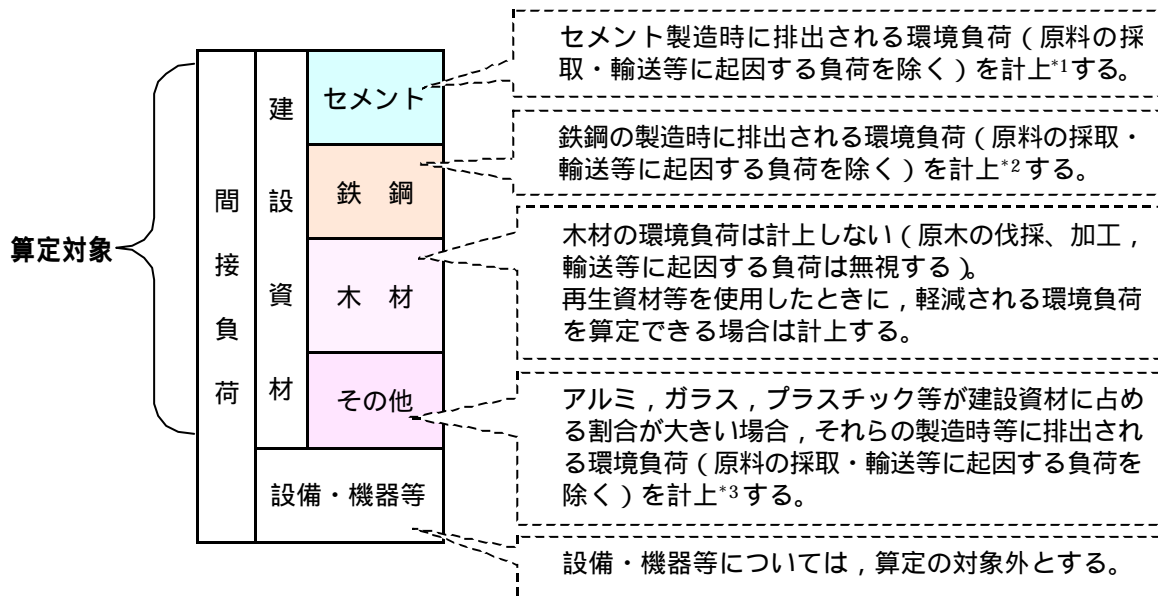 算定対象
間接負荷
建設資材
セメント
鉄 鋼
木 材
その他
設備・機器等
セメント製造時に排出される環境負荷（原料の採
取・輸送等に起因する負荷を除く）を計上*1する。
鉄鋼の製造時に排出される環境負荷（原料の採取・
輸送等に起因する負荷を除く）を計上*2する。
木材の環境負荷は計上しない（原木の伐採、加工，
輸送等に起因する負荷は無視する）。
再生資材等を使用したときに，軽減される環境負荷
を算定できる場合は計上する。
アルミ，ガラス，プラスチック等が建設資材に占め
る割合が大きい場合，それらの製造時等に排出され
る環境負荷（原料の採取・輸送等に起因する負荷を
除く）を計上*3する。
設備・機器等については，算定の対象外とする。